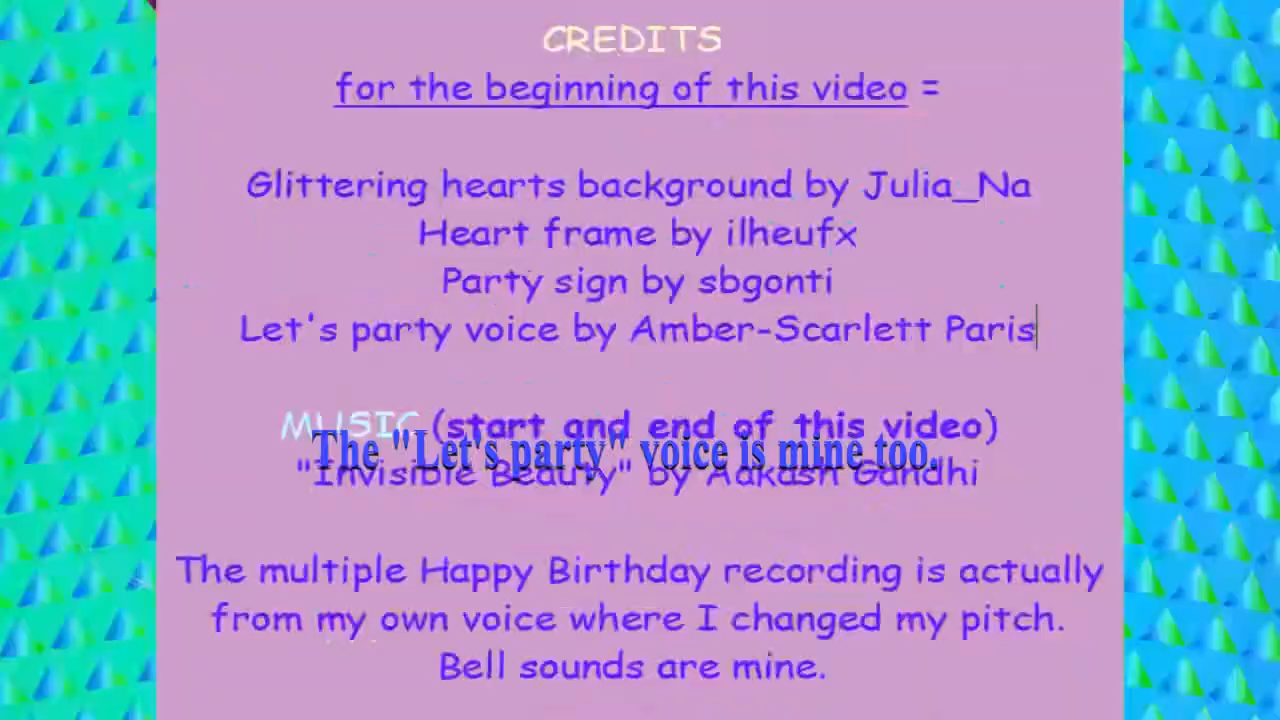 CREDITS
for the beginning of this video =
Glittering hearts background by Julia_Na
Heart frame by ilheufx
Party sign by sbgonti
Let's party voice by Amber-Scarlett Paris
MUSIC (start and end of this video)
The "Let's party" voice is mine too.
"Invisible Beauty" by Aakash Gandhi
The multiple Happy Birthday recording is actually
from my own voice where I changed my pitch.
Bell sounds are mine.